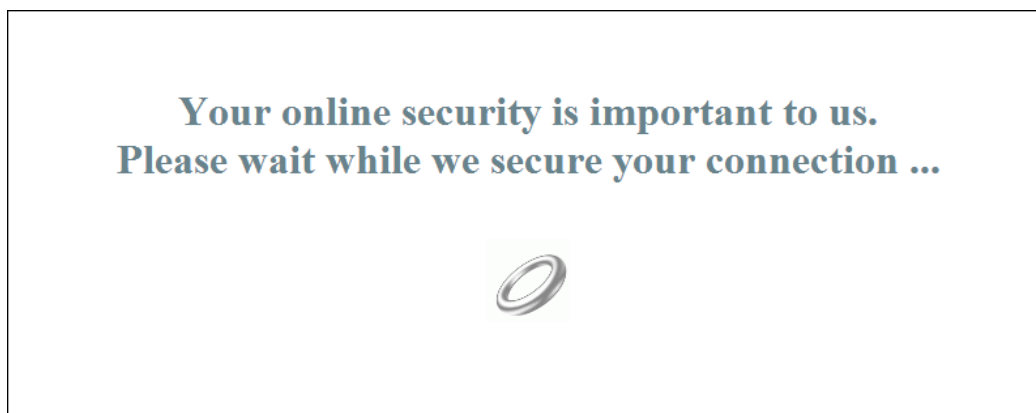 Your online security is important to us.
Please wait while we secure your connection ...